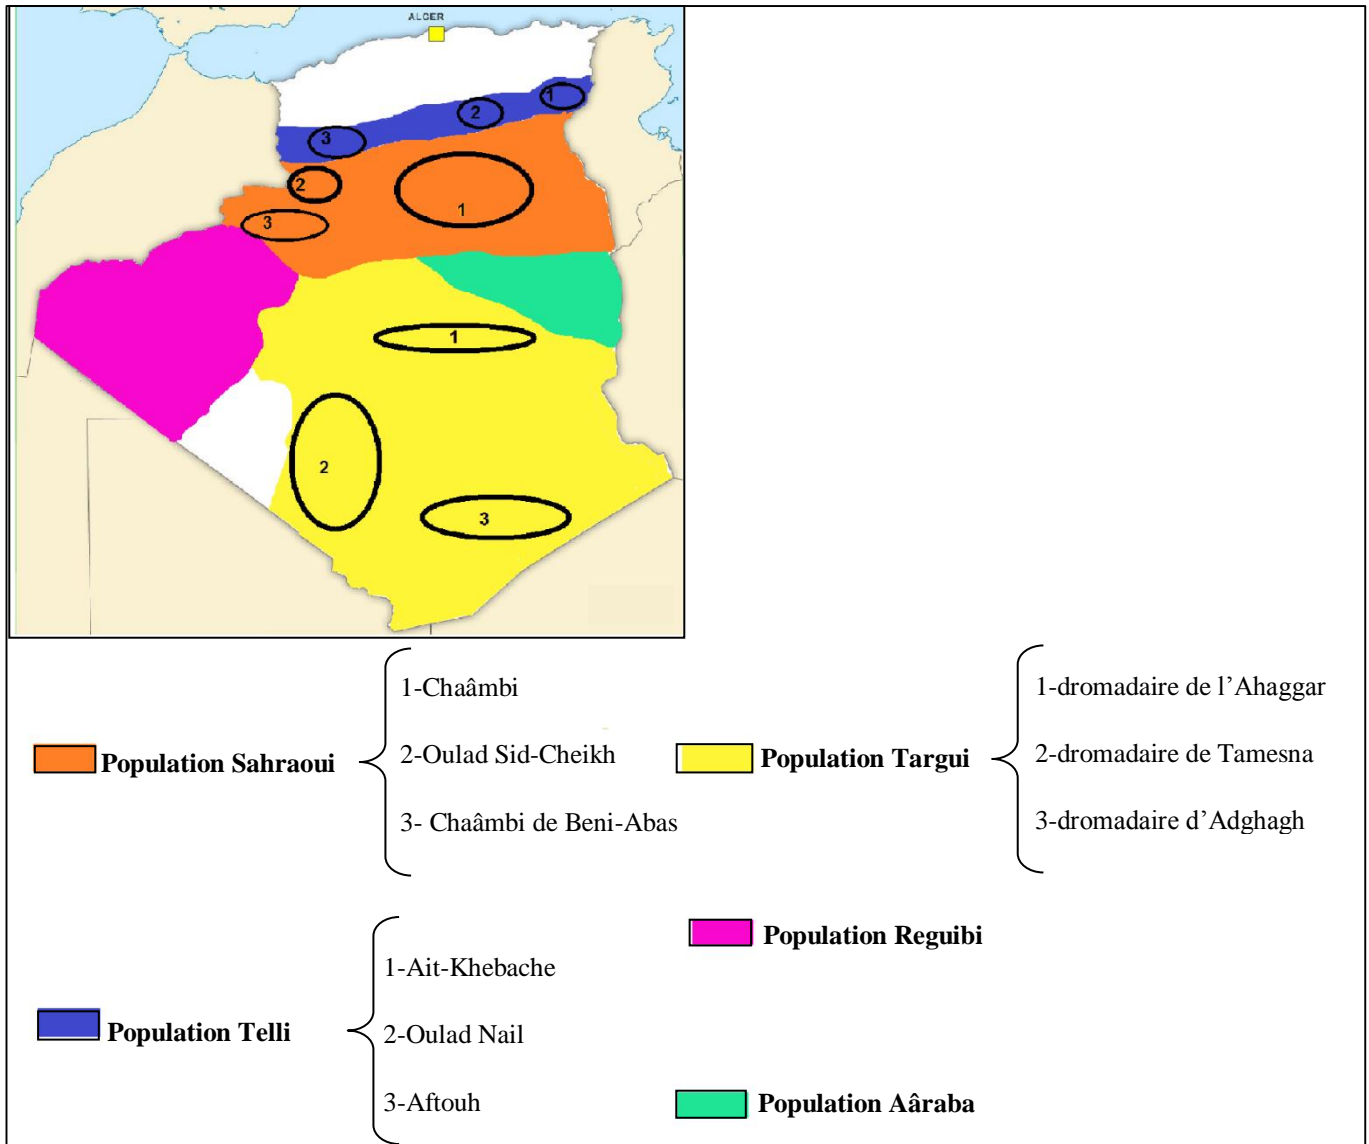 ALGER
1
2
3
2
1
3
1
2
3
1-Chaâmbi
2-Oulad Sid-Cheikh
3- Chaâmbi de Beni-Abas
Population Sahraoui
1-dromadaire de l’Ahaggar
2-dromadaire de Tamesna
3-dromadaire d’Adghagh
Population Targui
Population Reguibi
1-Ait-Khebache
2-Oulad Nail
3-Aftouh
Population Telli
Population Aâraba